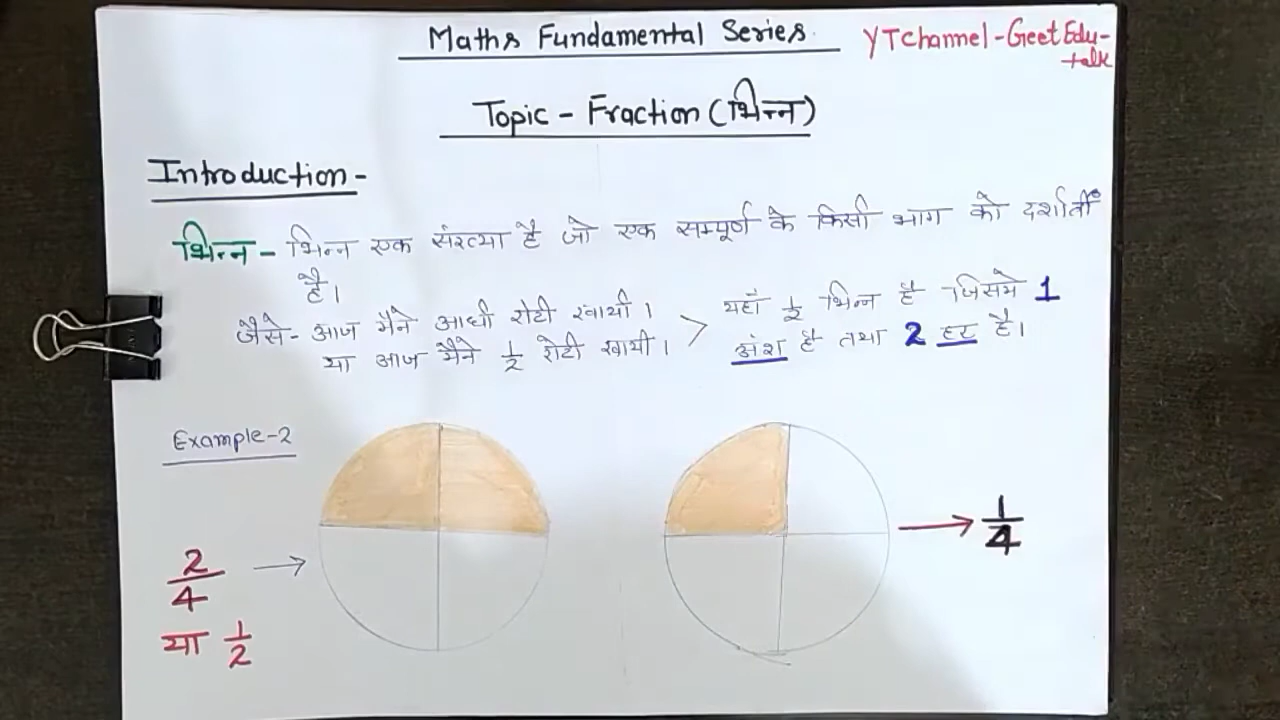 Maths Fundamental Series.
YTchannel-Geet Edu-
talk
Topic - Fraction (भिन्न)
Introduction-
भिन्न - भिन्न एक संख्या है जो एक सम्पूर्ण के किसी भाग को दर्शाती
है।
जैसे- आज मैने आधी रोटी खायी।
या आज मैने 1/2 रोटी खायी। >
यहाँ 1/2 भिन्न है जिसमे 1
अंश है तथा 2 हर है।
Example-2
2/4 →
या 1/2
→ 1/4